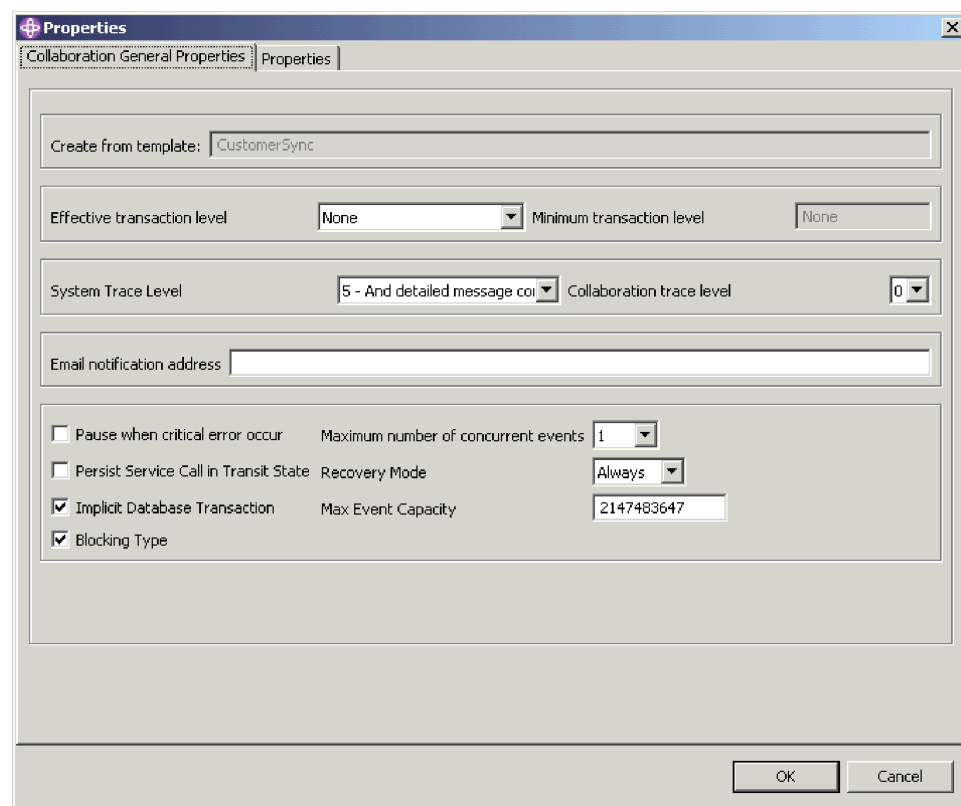 Properties
Collaboration General Properties Properties
Create from template: CustomerSync
Effective transaction level None Minimum transaction level None
System Trace Level 5 - And detailed message co Collaboration trace level 0
Email notification address
Pause when critical error occur Maximum number of concurrent events 1
Persist Service Call in Transit State Recovery Mode Always
Implicit Database Transaction Max Event Capacity 2147483647
Blocking Type
OK Cancel